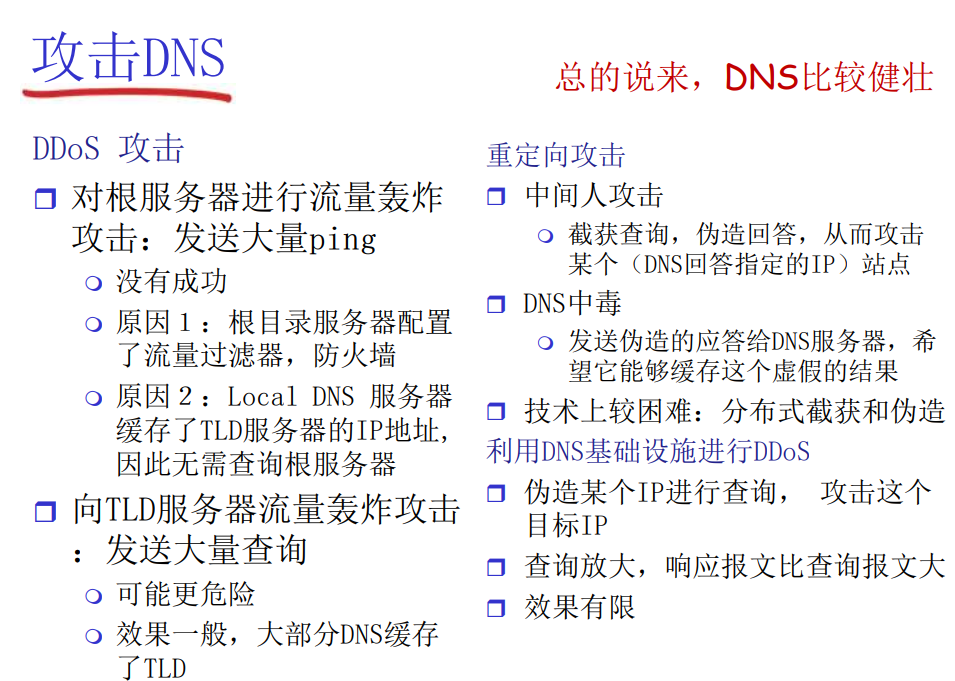 攻击DNS
总的说来，DNS比较健壮
DDoS 攻击
对根服务器进行流量轰炸
攻击：发送大量ping
没有成功
原因１：根目录服务器配置
了流量过滤器，防火墙
原因２：Local DNS 服务器
缓存了TLD服务器的IP地址,
因此无需查询根服务器
向TLD服务器流量轰炸攻击
：发送大量查询
可能更危险
效果一般，大部分DNS缓存
了TLD
重定向攻击
中间人攻击
截获查询，伪造回答，从而攻击
某个（DNS回答指定的IP）站点
DNS中毒
发送伪造的应答给DNS服务器，希
望它能够缓存这个虚假的结果
技术上较困难：分布式截获和伪造
利用DNS基础设施进行DDoS
伪造某个IP进行查询， 攻击这个
目标IP
查询放大，响应报文比查询报文大
效果有限